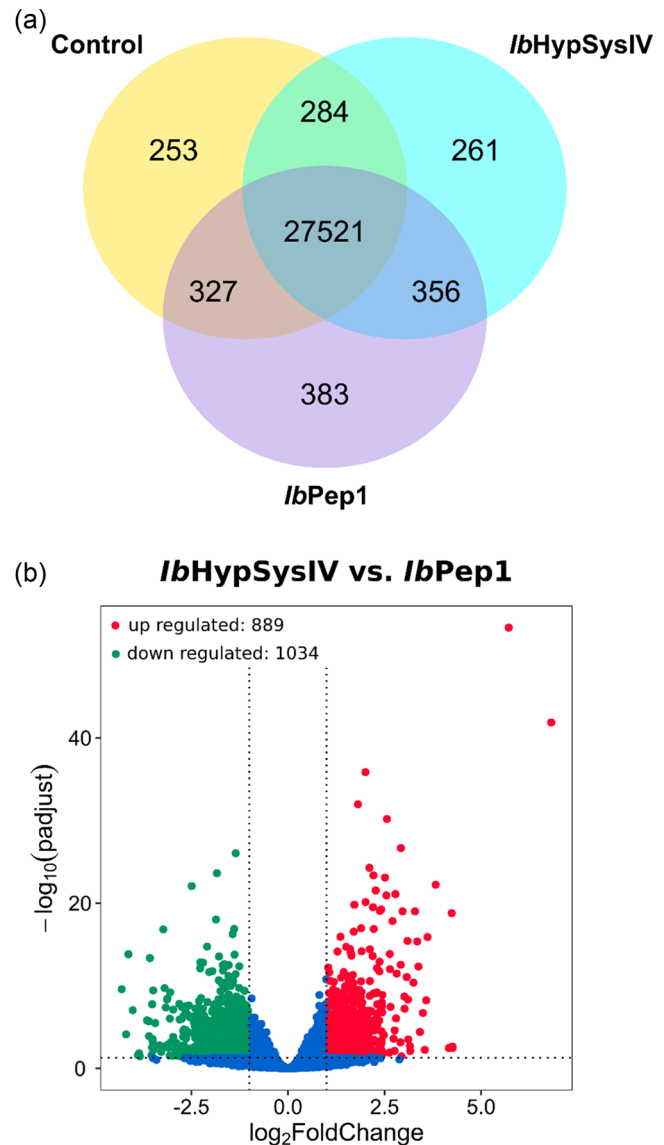 (a)
Control
IbHypSysIV
284
253
261
27521
327
356
383
IbPep1
(b)
IbHypSysIV vs. IbPep1
up regulated: 889
down regulated: 1034
40
20
0
−log₁₀(padjust)
-2.5
0.0
2.5
5.0
log₂FoldChange